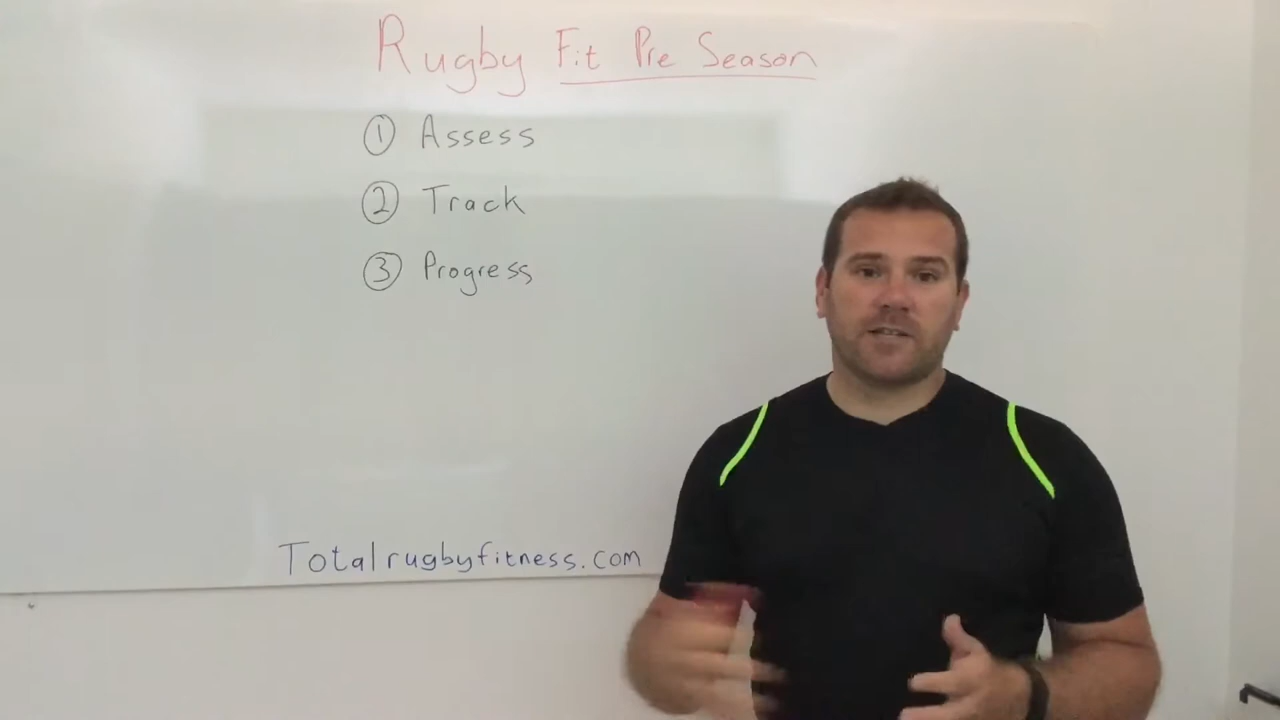 Rugby Fit Pre Season
① Assess
② Track
③ Progress
Totalrugbyfitness.com